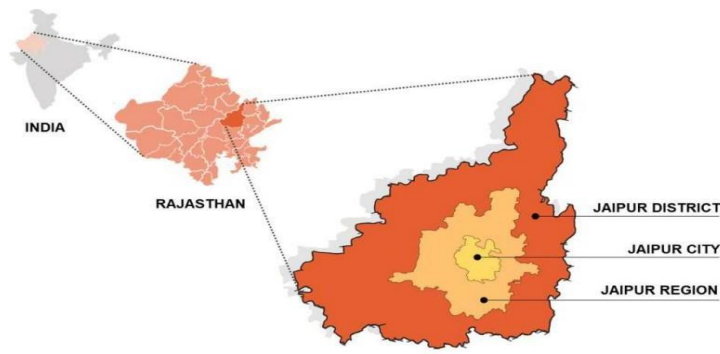 INDIA
RAJASTHAN
JAIPUR DISTRICT
JAIPUR CITY
JAIPUR REGION